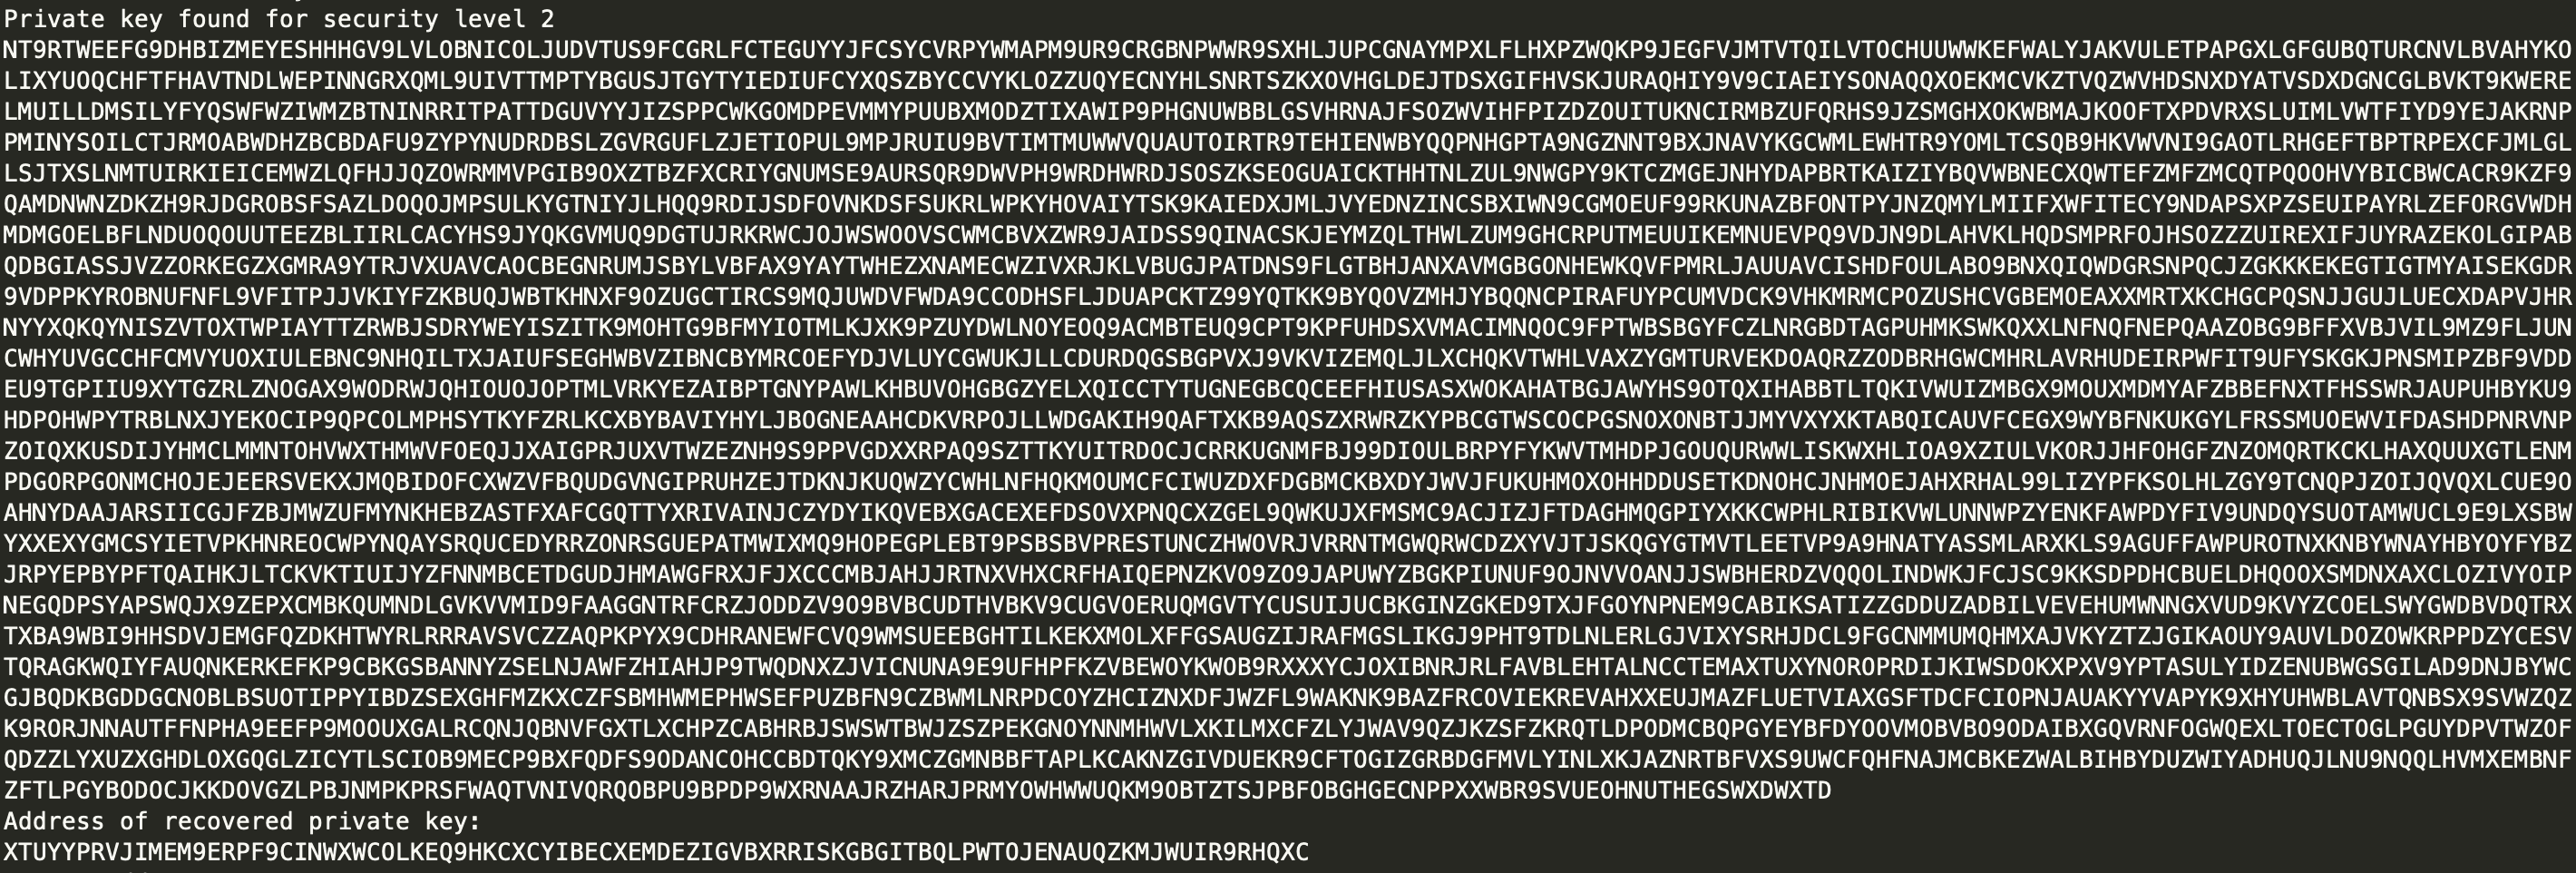 Private key found for security level 2
NT9RTWEEFG9DHBIZMEYESHHHGV9LVLOBNICOLJUDVTUS9FCGRLFCTEGUYYJFCSYCVRPYWMAPM9UR9CRGBNPWWR9SXHLJUPCGNAYMPXLFLHXPZWQKP9JEGFVJMTVTQILVTOCHUUWWKEFWALYJAKVULETPAPGXLGFGUBQTURCNVLBVAHYKO
LIXYUOQCHFTFHAVTNDLWEPINNGRXQML9UIVTTMPTYBGUSJTGYTYIEDIUFCYXQSZBYCCVYKLOZZUQYECNYHLSNRTSZKXOVHGLDEJTDSXGIFHVSKJURAQHIY9V9CIAEIYSONAQQXOEKMCVKZTVQZWVHDSNXDYATVSDXDGNCGLBVKT9KWERE
LMUILLDMSILYFYQSWFWZIWMZBTNINRRITPATTDGUVYYJIZSPPCWKGOMDPEVMMYPUUBXMODZTIXAWIP9PHGNUWBBLGSVHRNAJFSOZWVIHFPIZDZOUITUKNCIRMBZUFQRHS9JZSMGHXOKWBMAJKOOFTXPDVRXSLUIMLVWTFIYD9YEJAKRNP
PMINYSOILCTJRMOABWDHZBCBDAFU9ZYPYNUDRDBSLZGVRGUFLZJETIOPUL9MPJRUIU9BVTIMTMUWWVQUAUTOIRTR9TEHIENWBYQQPNHGPTA9NGZNNT9BXJNAVYKGCWMLEWHTR9YOMLTCSQB9HKVWVNI9GAOTLRHGEFTBPTRPEXCFJMLGL
LSJTXSLNMTUIRKIEICEMWZLQFHJJQZOWRMMVPGIB9OXZTBZFXCRIYGNUMSE9AURSQR9DWVPH9WRDHWRDJSOSZKSEOGUAICKTHHTNLZUL9NWGPY9KTCZMGEJNHYDAPBRTKAIZIYBQVWBNECXQWTEFZMFZMCQTPQOOHVYBICBWCACR9KZF9
QAMDNWNZDKZH9RJDGROBSFSAZLDOQOJMPSULKYGTNIYJLHQQ9RDIJSDFOVNKDSFSUKRLWPKYHOVAIYTSK9KAIEDXJMLJVYEDNZINCSBXIWN9CGMOEUF99RKUNAZBFONTPYJNZQMYLMIIFXWFITECY9NDAPSXPZSEUIPAYRLZEFORGVWDH
MDMGOELBFLNDUOQOUUTEEZBLIIRLCACYHS9JYQKGVMUQ9DGTUJRKRWCJOJWSWOOVSCWMCBVXZWR9JAIDSS9QINACSKJEYMZQLTHWLZUM9GHCRPUTMEUUIKEMNUEVPQ9VDJN9DLAHVKLHQDSMPRFOJHSOZZZUIREXIFJUYRAZEKOLGIPAB
QDBGIASSJVZZORKEGZXGMRA9YTRJVXUAVCAOCBEGNRUMJSBYLVBFAX9YAYTWHEZXNAMECWZIVXRJKLVBUGJPATDNS9FLGTBHJANXAVMGBGONHEWKQVFPMRLJAUUAVCISHDFOULABO9BNXQIQWDGRSNPQCJZGKKKEKEGTIGTMYAISEKGDR
9VDPPKYROBNUFNFL9VFITPJJVKIYFZKBUQJWBTKHNXF9OZUGCTIRCS9MQJUWDVFWDA9CCODHSFLJDUAPCKTZ99YQTKK9BYQOVZMHJYBQQNCPIRAFUYPCUMVDCK9VHKMRMCPOZUSHCVGBEMOEAXXMRTXKCHGCPQSNJJGUJLUECXDAPVJHR
NYYXQKQYNISZVTOXTWPIAYTTZRWBJSDRYWEYISZITK9MOHTG9BFMYIOTMLKJXK9PZUYDWLNOYEOQ9ACMBTEUQ9CPT9KPFUHDSXVMACIMNQOC9FPTWBSBGYFCZLNRGBDTAGPUHMKSWKQXXLNFNQFNEPQAAZOBG9BFFXVBJVIL9MZ9FLJUN
CWHYUVGCCHFCMVYUOXIULEBNC9NHQILTXJAIUFSEGHWBVZIBNCBYMRCOEFYDJVLUYCGWUKJLLCDURDQGSBGPVXJ9VKVIZEMQLJLXCHQKVTWHLVAXZYGMTURVEKDOAQRZZODBRHGWCMHRLAVRHUDEIRPWFIT9UFYSKGKJPNSMIPZBF9VDD
EU9TGPIIU9XYTGZRLZNOGAX9WODRWJQHIOUOJOPTMLVRKYEZAIBPTGNYPAWLKHBUVOHGBGZYELXQICCTYTUGNEGBCQCEEFHIUSASXWOKAHATBGJAWYHS9OTQXIHABBTLTQKIVWUIZMBGX9MOUXMDMYAFZBBEFNXTFHSSWRJAUPUHBYKU9
HDPOHWPYTRBLNXJYEKOCIP9QPCOLMPHSYTKYFZRLKCXBYBAVIYHYLJBOGNEAAHCDKVRPOJLLWDGAKIH9QAFTXKB9AQSZXRWRZKYPBCGTWSCOCPGSNOXONBTJJMYVXYXKTABQICAUVFCEGX9WYBFNKUKGYLFRSSMUOEWVIFDASHDPNRVNP
ZOIQXKUSDIJYHMCLMMNTOHVWXTHMWVFOEQJJXAIGPRJUXVTWZEZNH9S9PPVGDXXRPAQ9SZTTKYUITRDOCJCRRKUGNMFBJ99DIOULBRPYFYKWVTMHDPJGOUQURWWLISKWXHLIOA9XZIULVKORJJHFOHGFZNZOMQRTKCKLHAXQUUXGTLENM
PDGORPGONMCHOJEJEERSVEKXJMQBIDOFCXWZVFBQUDGVNGIPRUHZEJTDKNJKUQWZYCWHLNFHQKMOUMCFCIWUZDXFDGBMCKBXDYJWVJFUKUHMOXOHHDDUSETKDNOHCJNHMOEJAHXRHAL99LIZYPFKSOLHLZGY9TCNQPJZOIJQVQXLCUE9O
AHNYDAAJARSIICGJFZBJMWZUFMYNKHEBZASTFXAFCGQTTYXRIVAINJCZYDYIKQVEBXGACEXEFDSOVXPNQCXZGEL9QWKUJXFMSMC9ACJIZJFTDAGHMQGPIYXKKCWPHLRIBIKVWLUNNWPZYENKFAWPDYFIV9UNDQYSUOTAMWUCL9E9LXSBW
YXXEXYGMCSYIETVPKHNREOCWPYNQAYSRQUCEDYRRZONRSGUEPATMWIXMQ9HOPEGPLEBT9PSBSBVPRESTUNCZHWOVRJVRRNTMGWQRWCDZXYVJTJSKQGYGTMVTLEETVP9A9HNATYASSMLARXKLS9AGUFFAWPUROTNXKNBYWNAYHBYOYFYBZ
JRPYEPBYPFTQAIHKJLTCKVKTIUIJYZFNNMBCETDGUDJHMAWGFRXJFJXCCCMBJAHJJRTNXVHXCRFHAIQEPNZKVO9ZO9JAPUWYZBGKPIUNUF9OJNVVOANJJSWBHERDZVQQOLINDWKJFCJSC9KKSDPDHCBUELDHQOOXSMDNXAXCLOZIVYOIP
NEGQDPSYAPSWQJX9ZEPXCMBKQUMNDLGVKVVMID9FAAGGNTRFCRZJODDZV9O9BVBCUDTHVBKV9CUGVOERUQMGVTYCUSUIJUCBKGINZGKED9TXJFGOYNPNEM9CABIKSATIZZGDDUZADBILVEVEHUMWNNGXVUD9KVYZCOELSWYGWDBVDQTRX
TXBA9WBI9HHSDVJEMGFQZDKHTWYRLRRRAVSVCZZAQPKPYX9CDHRANEWFCVQ9WMSUEEBGHTILKEKXMOLXFFGSAUGZIJRAFMGSLIKGJ9PHT9TDLNLERLGJVIXYSRHJDCL9FGCNMMUMQHMXAJVKYZTZJGIKAOUY9AUVLDOZOWKRPPDZYCESV
TQRAGKWQIYFAUQNKERKEFKP9CBKGSBANNYZSELNJAWFZHIAHJP9TWQDNXZJVICNUNA9E9UFHPFKZVBEWOYKWOB9RXXXYCJOXIBNRJRLFAVBLEHTALNCCTEMAXTUXYNOROPRDIJKIWSDOKXPXV9YPTASULYIDZENUBWGSGILAD9DNJBYWC
GJBQDKBGDDGCNOBLBSUOTIPPYIBDZSEXGHFMZKXCZFSBMHWMEPHWSEFPUZBFN9CZBWMLNRPDCOYZHCIZNXDFJWZFL9WAKNK9BAZFRCOVIEKREVAHXXEUJMAZFLUETVIAXGSFTDCFCIOPNJAUAKYYVAPYK9XHYUHWBLAVTQNBSX9SVWZQZ
K9RORJNNAUTFFNPHA9EEFP9MOOUXGALRCQNJQBNVFGXTLXCHPZCABHRBJSWSWTBWJZSZPEKGNOYNNMHWVLXKILMXCFZLYJWAV9QZJKZSFZKRQTLDPODMCBQPGYEYBFDYOOVMOBVBO9ODAIBXGQVRNFOGWQEXLTOECTOGLPGUYDPVTWZOF
QDZZLYXUZXGHDLOXGQGLZICYTLSCIOB9MECP9BXFQDFS9ODANCOHCCBDTQKY9XMCZGMNBBFTAPLKCAKNZGIVDUEKR9CFTOGIZGRBDGFMVLYINLXKJAZNRTBFVXS9UWCFQHFNAJMCBKEZWALBIHBYDUZWIYADHUQJLNU9NQQLHVMXEMBNF
ZFTLPGYBODOCJKKDOVGZLPBJNMPKPRSFWAQTVNIVQRQOBPU9BPDP9WXRNAAJRZHARJPRMYOWHWWUQKM9OBTZTSJPBFOBGHGECNPPXXWBR9SVUEOHNUTHEGSWXDWXTD
Address of recovered private key:
XTUYYPRVJIMEM9ERPF9CINWXWCOLKEQ9HKCXCYIBECXEMDEZIGVBXRRISKGBGITBQLPWTOJENAUQZKMJWUIR9RHQXC